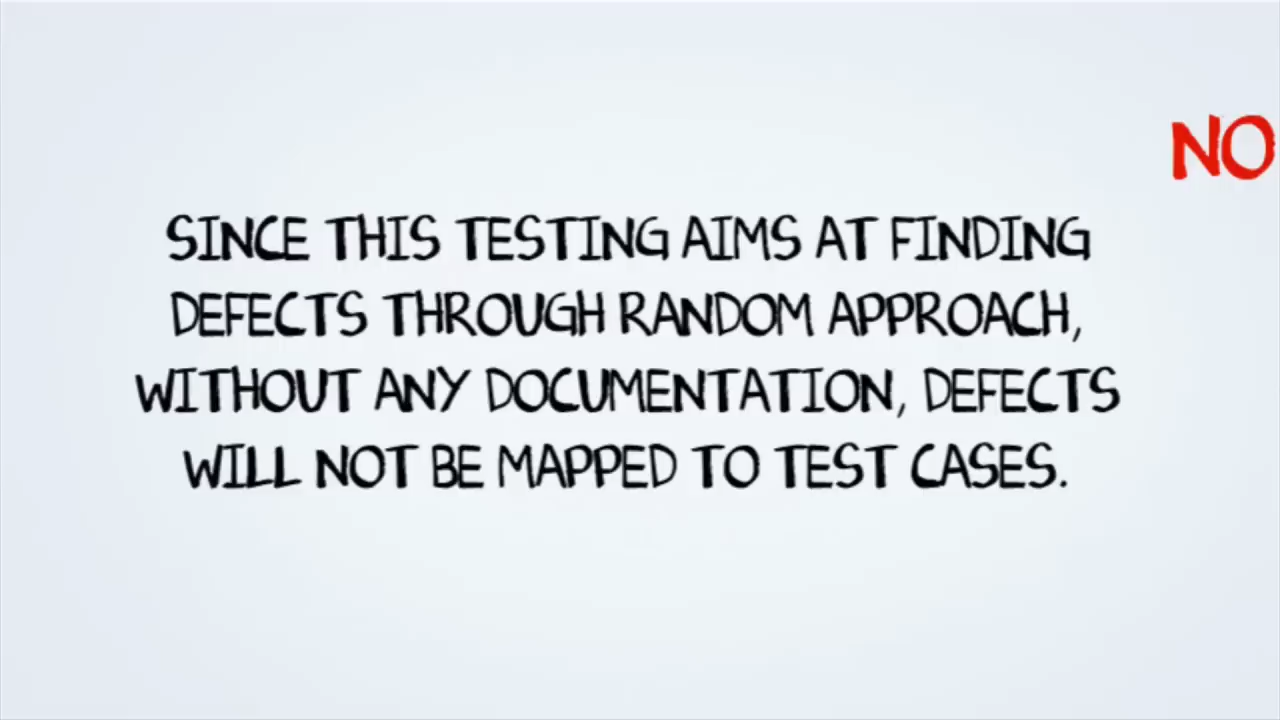 NO
SINCE THIS TESTING AIMS AT FINDING
DEFECTS THROUGH RANDOM APPROACH,
WITHOUT ANY DOCUMENTATION, DEFECTS
WILL NOT BE MAPPED TO TEST CASES.